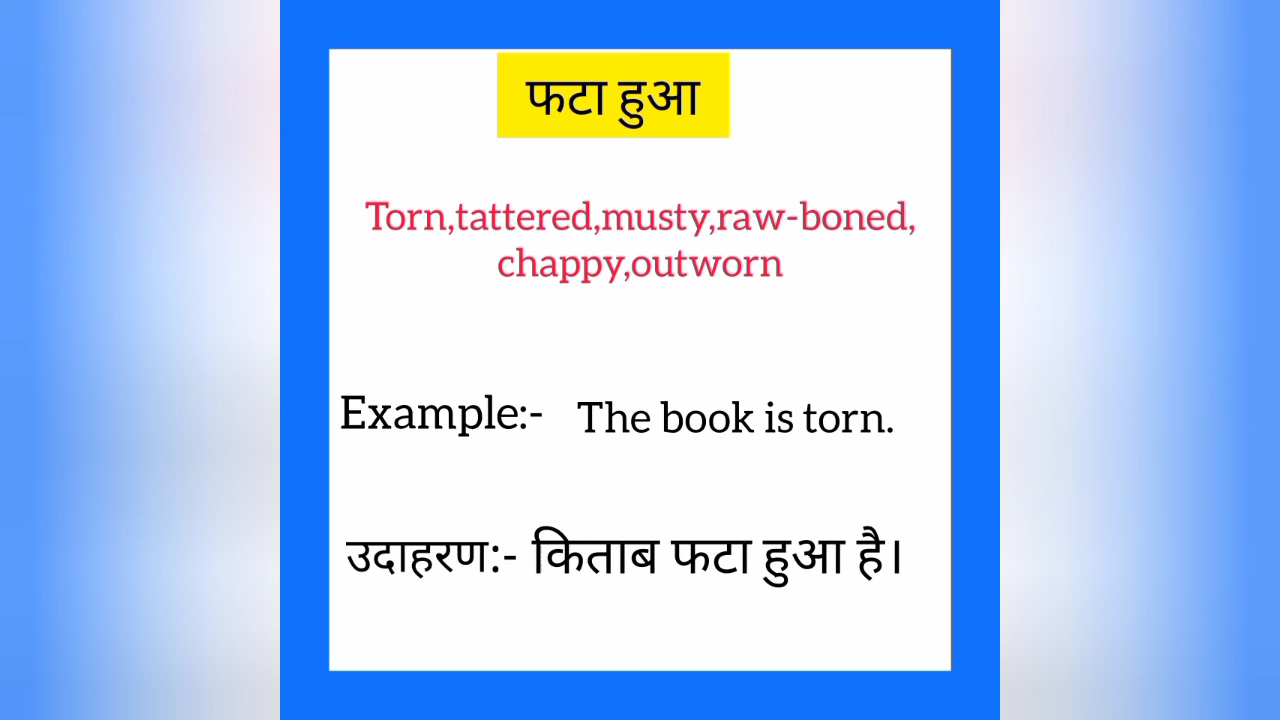 फटा हुआ
Torn,tattered,musty,raw-boned,
chappy,outworn
Example:- The book is torn.
उदाहरण:- किताब फटा हुआ है।